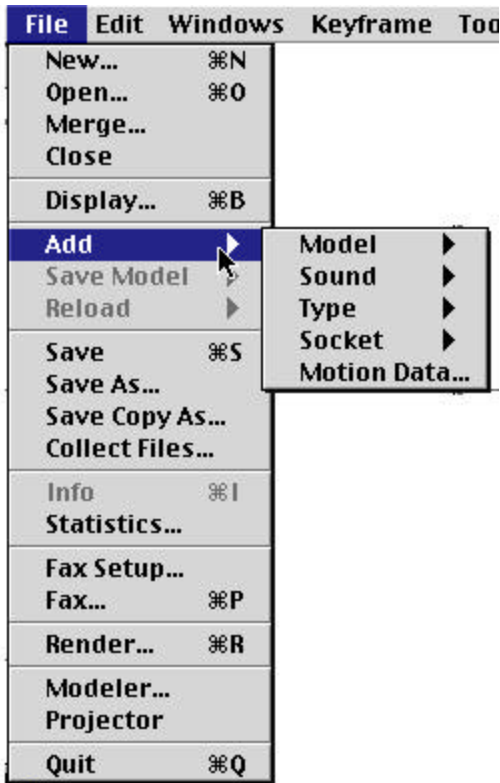 File Edit Windows Keyframe Too
New... ⌘N
Open... ⌘O
Merge...
Close
Display... ⌘B
Add
Save Model
Reload
Save ⌘S
Save As...
Save Copy As...
Collect Files...
Info ⌘I
Statistics...
Fax Setup...
Fax... ⌘P
Render... ⌘R
Modeler...
Projector
Quit ⌘Q
Model
Sound
Type
Socket
Motion Data...